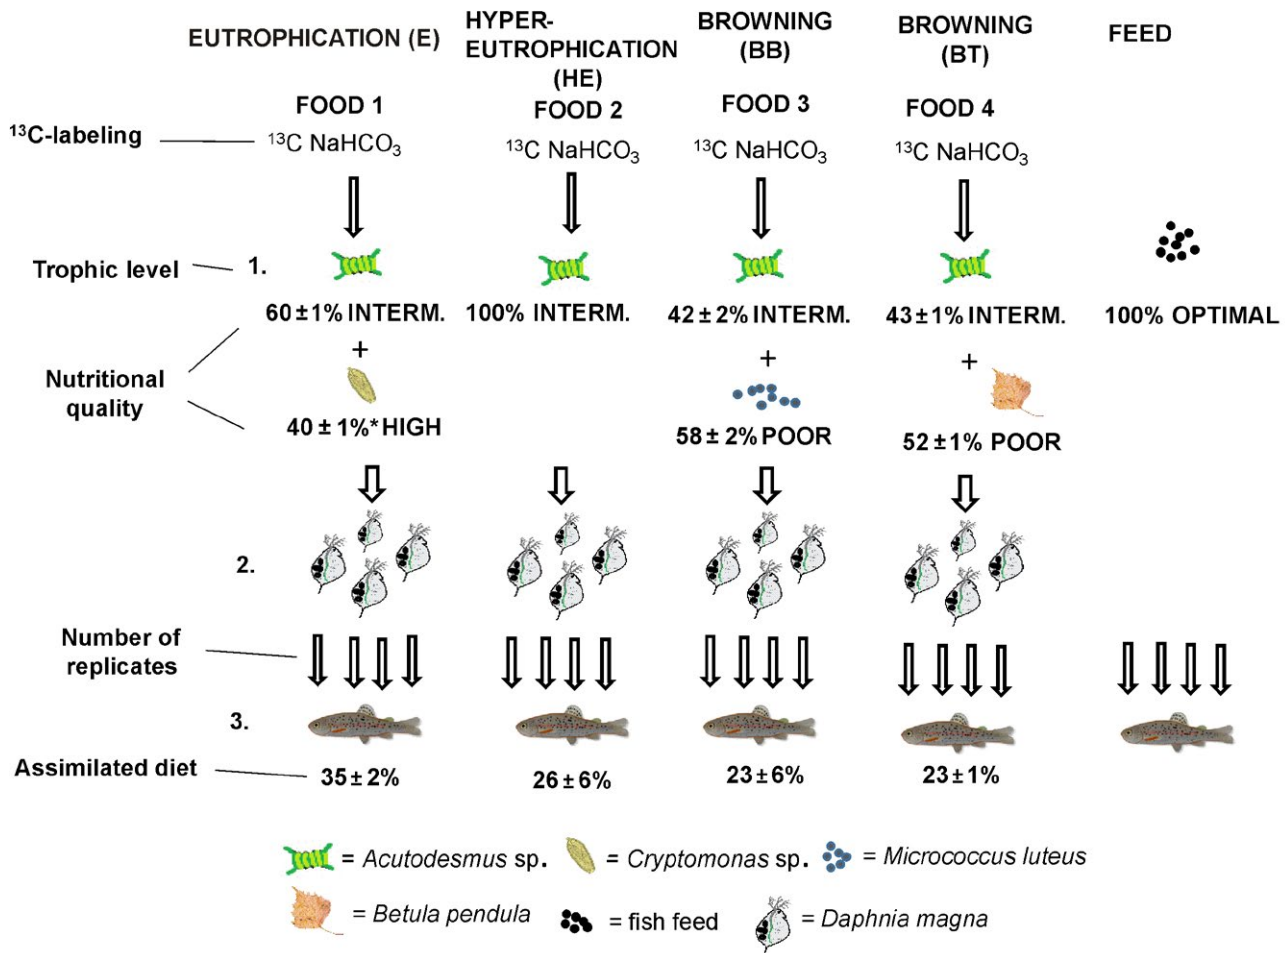 EUTROPHICATION (E)
HYPER-
EUTROPHICATION
(HE)
BROWNING
(BB)
BROWNING
(BT)
FEED
FOOD 1
FOOD 2
FOOD 3
FOOD 4
¹³C-labeling
¹³C NaHCO₃
¹³C NaHCO₃
¹³C NaHCO₃
¹³C NaHCO₃
Trophic level
1.
60±1% INTERM.
100% INTERM.
42±2% INTERM.
43±1% INTERM.
100% OPTIMAL
+
+
+
Nutritional
quality
40±1%* HIGH
58±2% POOR
52±1% POOR
2.
Number of
replicates
3.
Assimilated diet
35±2%
26±6%
23±6%
23±1%
= Acutodesmus sp.
= Cryptomonas sp.
= Micrococcus luteus
= Betula pendula
= fish feed
= Daphnia magna